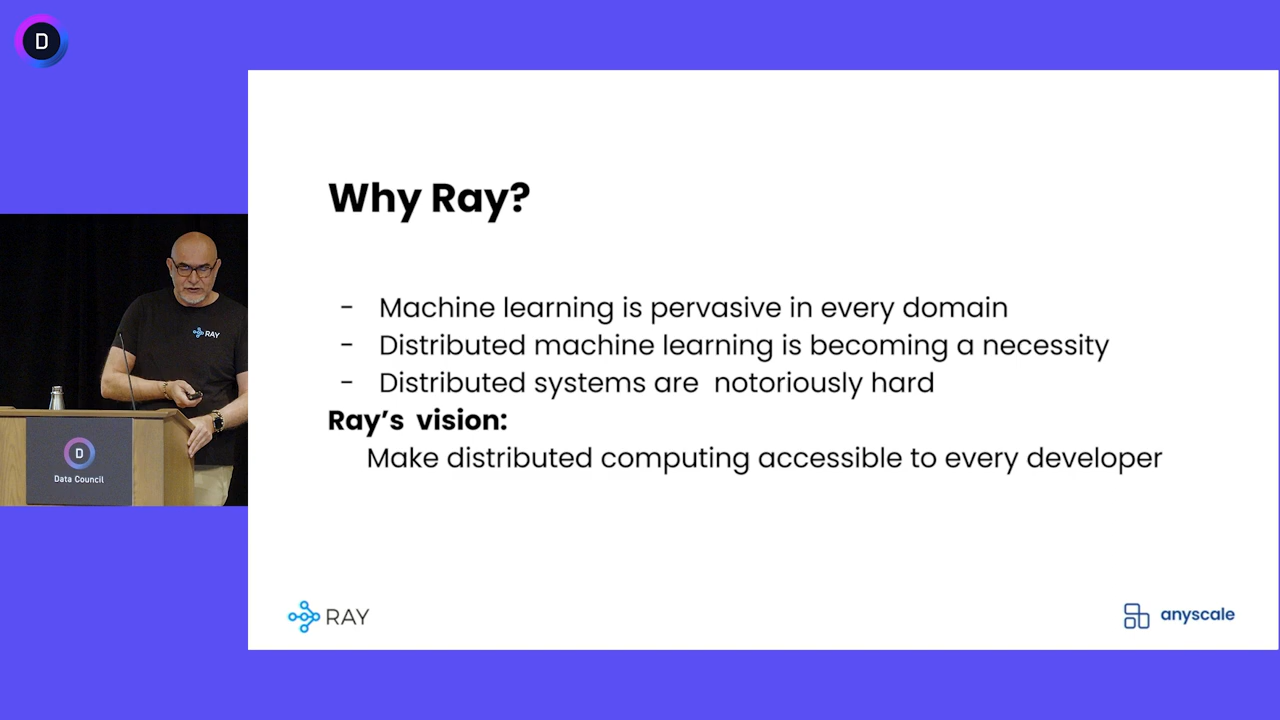 D
Why Ray?
- Machine learning is pervasive in every domain
- Distributed machine learning is becoming a necessity
- Distributed systems are notoriously hard
Ray's vision:
Make distributed computing accessible to every developer
RAY
D
Data Council
RAY
anyscale